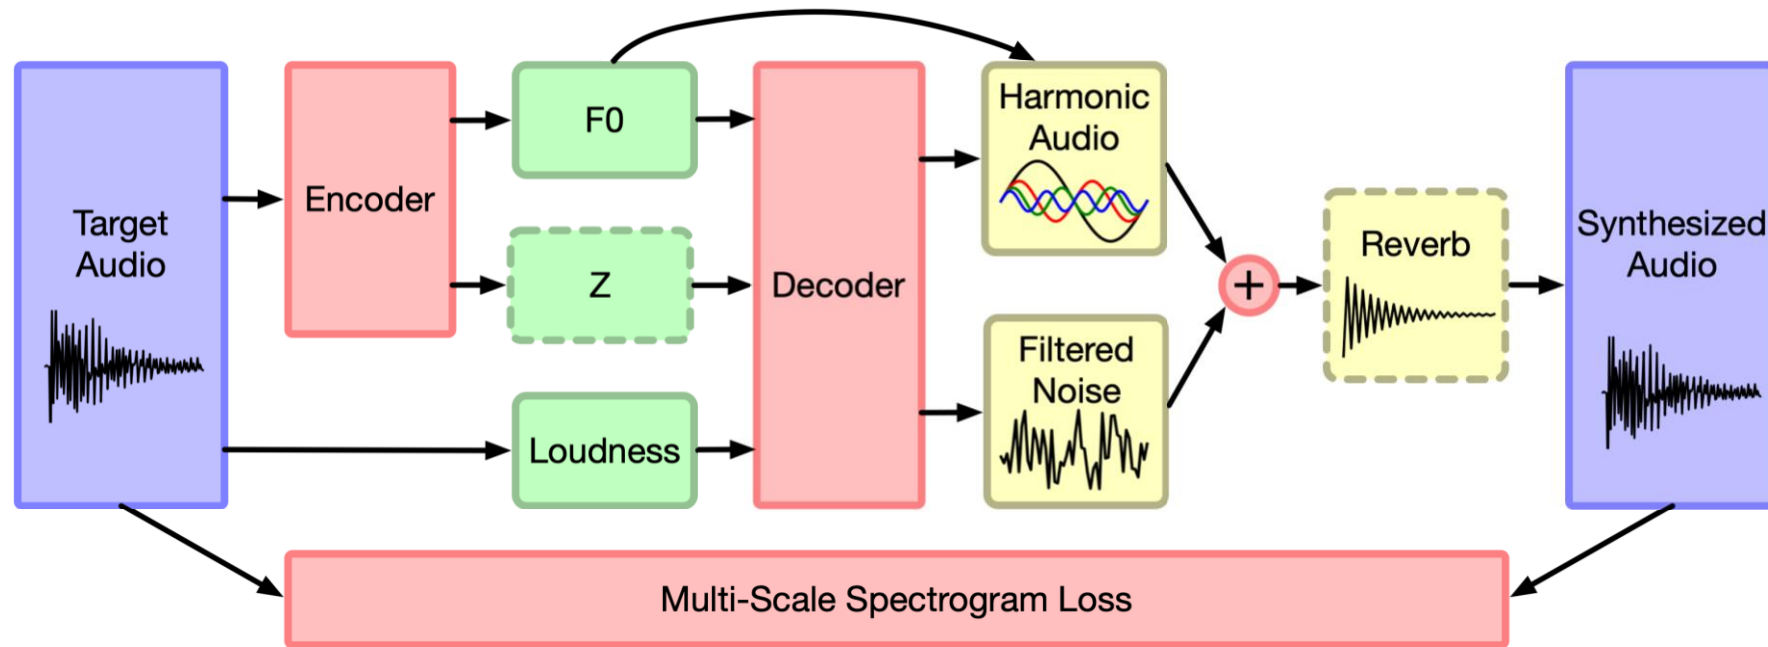 Target
Audio
Encoder
F0
Z
Loudness
Decoder
Harmonic
Audio
Filtered
Noise
+
Reverb
Synthesized
Audio
Multi-Scale Spectrogram Loss